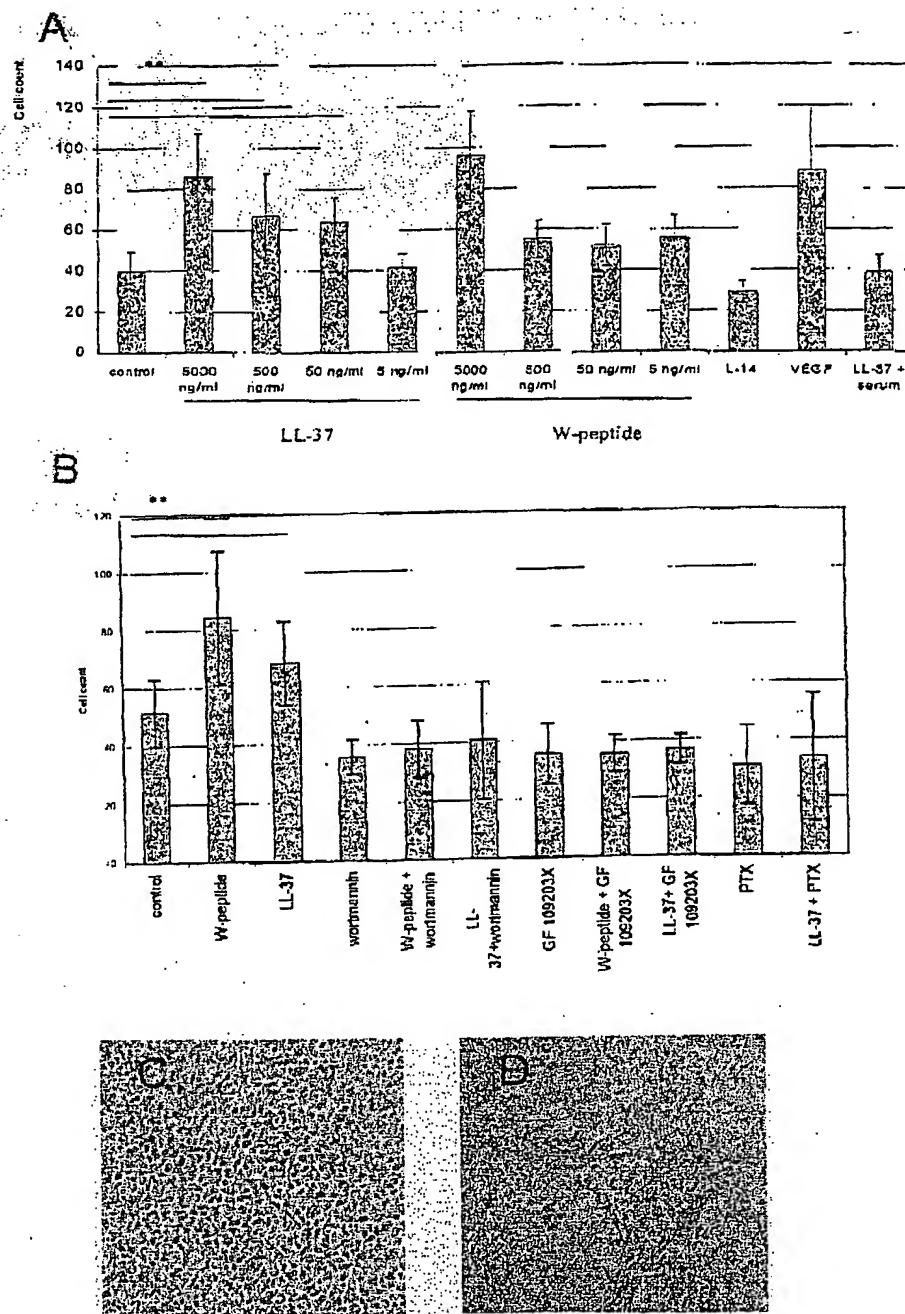 A
**
Cell count
140
120
100
80
60
40
20
0
control
5000 ng/ml
500 ng/ml
50 ng/ml
5 ng/ml
5000 ng/ml
500 ng/ml
50 ng/ml
5 ng/ml
L-14
VEGF
LL-37 + serum
LL-37
W-peptide
B
**
Cell count
120
100
80
60
40
20
control
W-peptide
LL-37
wortmannin
W-peptide +
wortmannin
LL-
37+wortmannin
GF 109203X
W-peptide + GF
109203X
LL-37+ GF
109203X
PTX
LL-37 + PTX
C
D